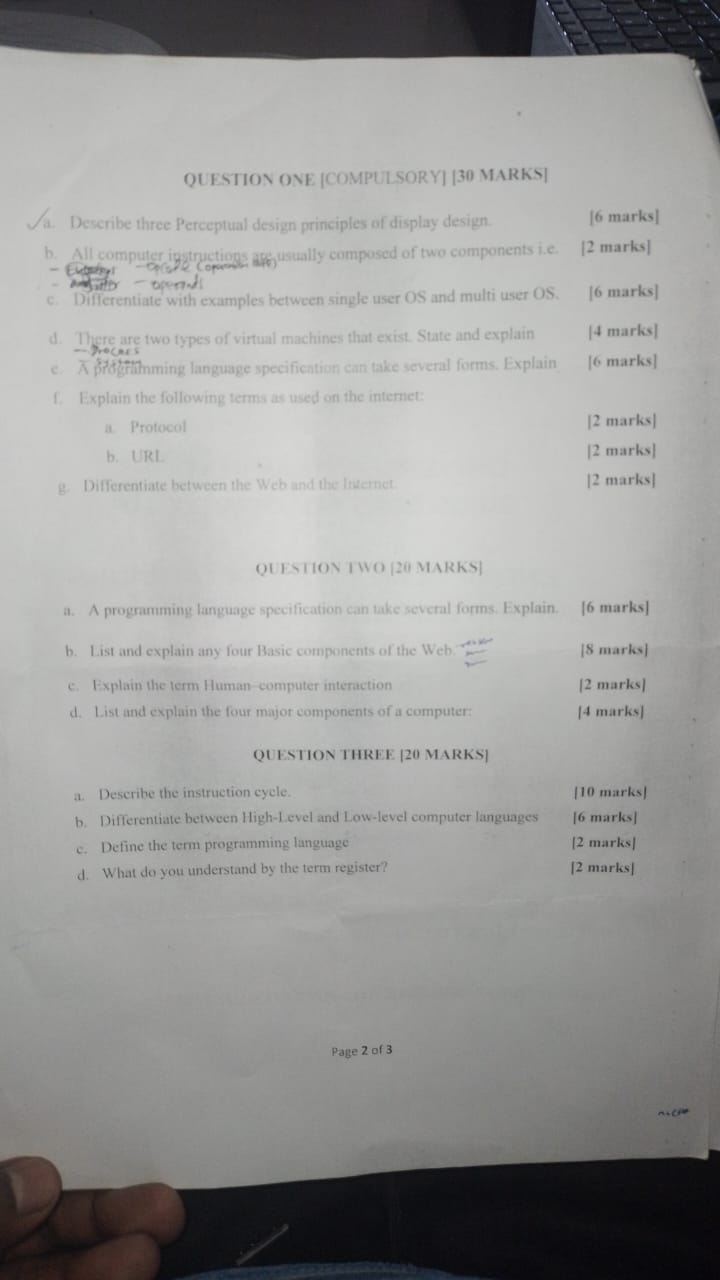 QUESTION ONE [COMPULSORY] [30 MARKS]
a. Describe three Perceptual design principles of display design. [6 marks]
b. All computer instructions are usually composed of two components i.e. [2 marks]
- opcode
- operands
c. Differentiate with examples between single user OS and multi user OS. [6 marks]
d. There are two types of virtual machines that exist. State and explain [4 marks]
- Process
System
e. A programming language specification can take several forms. Explain [6 marks]
f. Explain the following terms as used on the internet:
a. Protocol [2 marks]
b. URL [2 marks]
g. Differentiate between the Web and the Internet. [2 marks]
QUESTION TWO [20 MARKS]
a. A programming language specification can take several forms. Explain. [6 marks]
b. List and explain any four Basic components of the Web. [8 marks]
c. Explain the term Human-computer interaction [2 marks]
d. List and explain the four major components of a computer: [4 marks]
QUESTION THREE [20 MARKS]
a. Describe the instruction cycle. [10 marks]
b. Differentiate between High-Level and Low-level computer languages [6 marks]
c. Define the term programming language [2 marks]
d. What do you understand by the term register? [2 marks]
Page 2 of 3